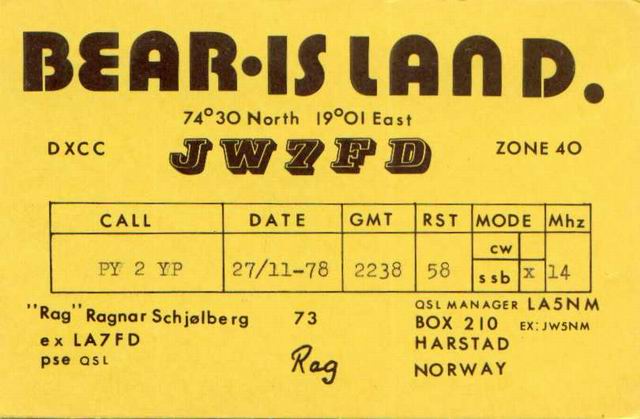 BEAR·ISLAND.
74°30 North 19°01 East
DXCC JW7FD ZONE 40
CALL DATE GMT RST MODE Mhz
cw
PY 2 YP 27/11-78 2238 58 ssb x 14
"Rag" Ragnar Schjølberg 73 QSL MANAGER LA5NM
ex LA7FD BOX 210 EX: JW5NM
pse QSL Rag HARSTAD
NORWAY